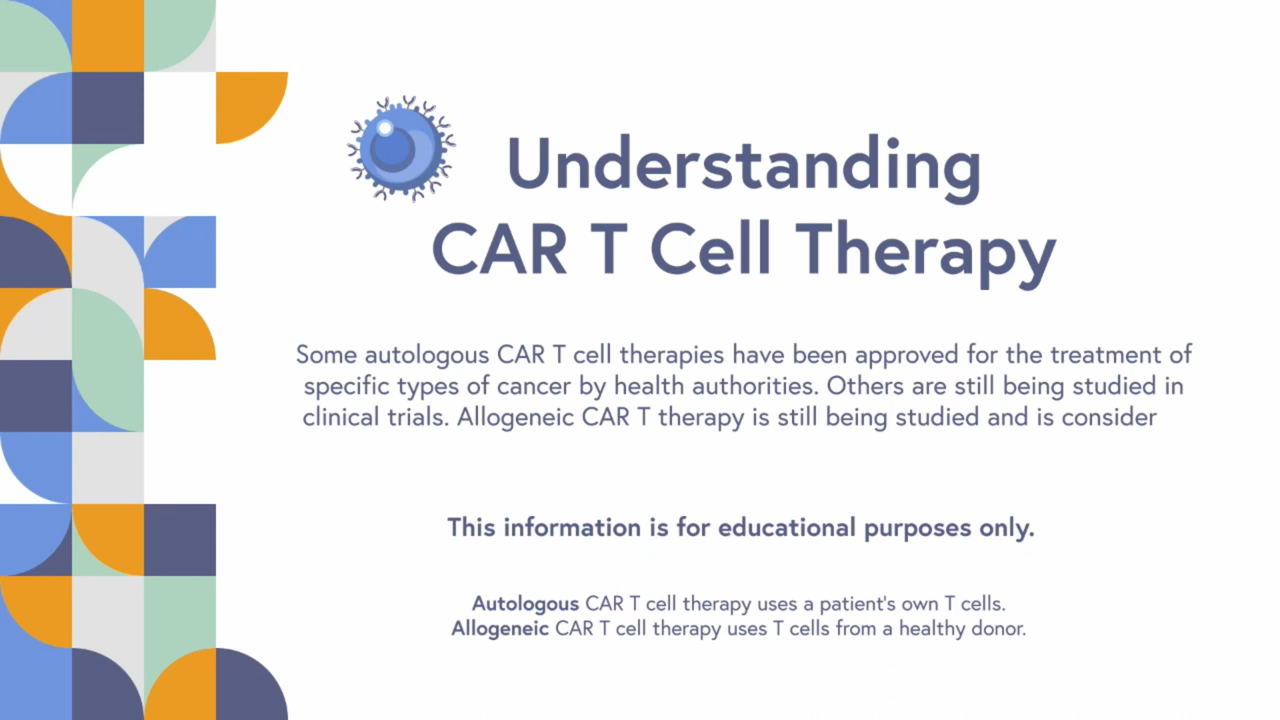 Understanding
CAR T Cell Therapy
Some autologous CAR T cell therapies have been approved for the treatment of
specific types of cancer by health authorities. Others are still being studied in
clinical trials. Allogeneic CAR T therapy is still being studied and is consider
This information is for educational purposes only.
Autologous CAR T cell therapy uses a patient's own T cells.
Allogeneic CAR T cell therapy uses T cells from a healthy donor.